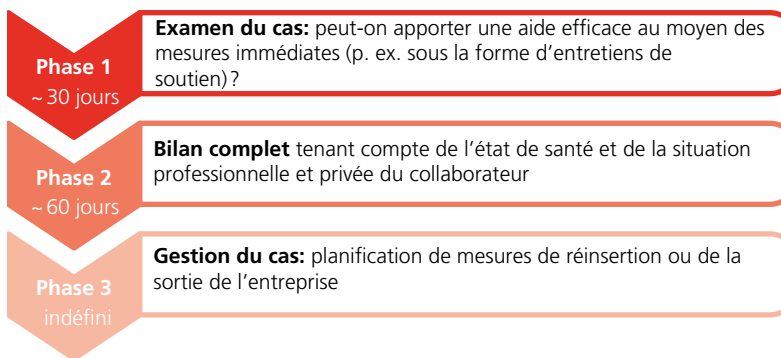 Phase 1
~ 30 jours
Examen du cas: peut-on apporter une aide efficace au moyen des
mesures immédiates (p. ex. sous la forme d’entretiens de
soutien) ?
Phase 2
~ 60 jours
Bilan complet tenant compte de l’état de santé et de la situation
professionnelle et privée du collaborateur
Phase 3
indéfini
Gestion du cas: planification de mesures de réinsertion ou de la
sortie de l’entreprise